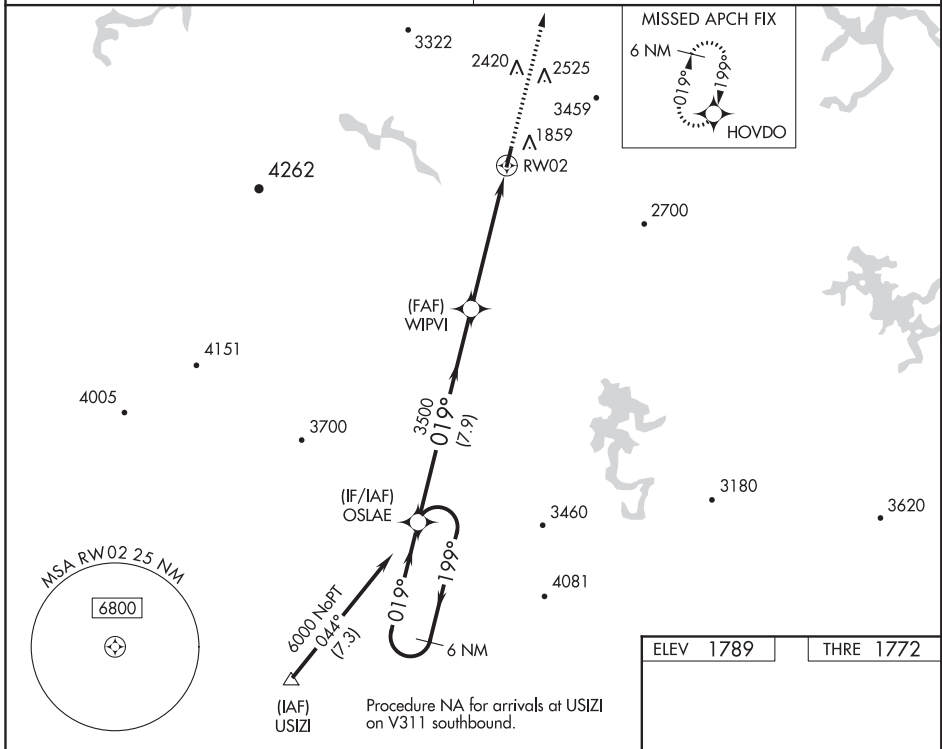 MISSED APCH FIX
6 NM
019°
199°
HOVDO
3322
2420
2525
3459
1859
RW02
4262
2700
(FAF)
WIPVI
4151
4005
3700
3500
019°
(7.9)
(IF/IAF)
OSLAE
3460
3180
3620
4081
019°
199°
6 NM
6000 NoPT
044°
(7.3)
(IAF)
USIZI
MSA RW02 25 NM
6800
Procedure NA for arrivals at USIZI
on V311 southbound.
ELEV 1789
THRE 1772